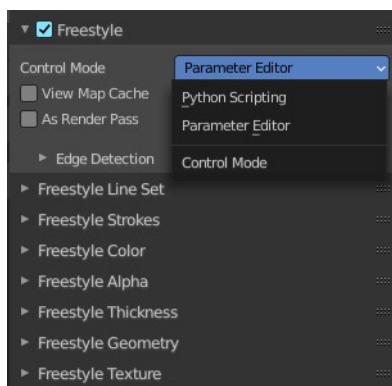 Freestyle
Control Mode Parameter Editor
View Map Cache Python Scripting
As Render Pass Parameter Editor
Edge Detection Control Mode
Freestyle Line Set
Freestyle Strokes
Freestyle Color
Freestyle Alpha
Freestyle Thickness
Freestyle Geometry
Freestyle Texture